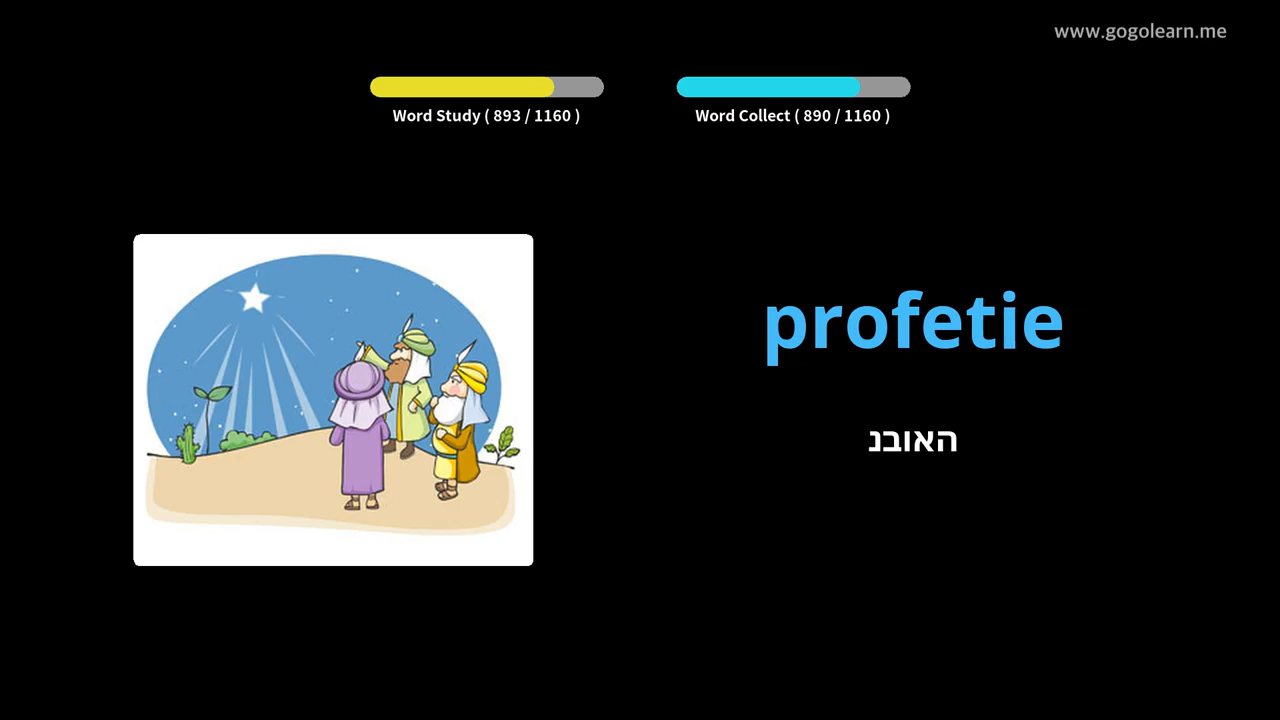 www.gogolearn.me
Word Study ( 893 / 1160 )
Word Collect ( 890 / 1160 )
profetie
האובנ